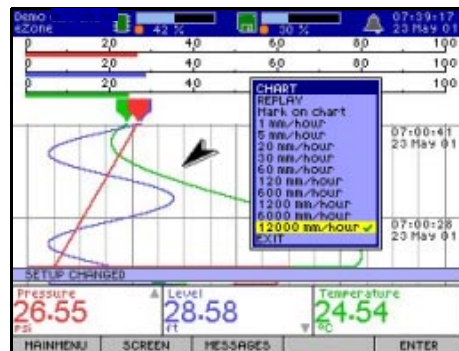 Demo
eZone
42 %
30 %
07:39:17
23 May 01
0 20 40 60 80 100
0 20 40 60 80 100
0 20 40 100
CHART
REPLAY
Mark on chart
1 mm/hour
5 mm/hour
20 mm/hour
30 mm/hour
60 mm/hour
120 mm/hour
600 mm/hour
1200 mm/hour
6000 mm/hour
12000 mm/hour ✓
EXIT
07:00:41
23 May 01
07:00:28
23 May 01
SETUP CHANGED
Pressure
26.55
PSI
Level
28.58
ft
Temperature
24.54
°C
MAINMENU SCREEN MESSAGES ENTER